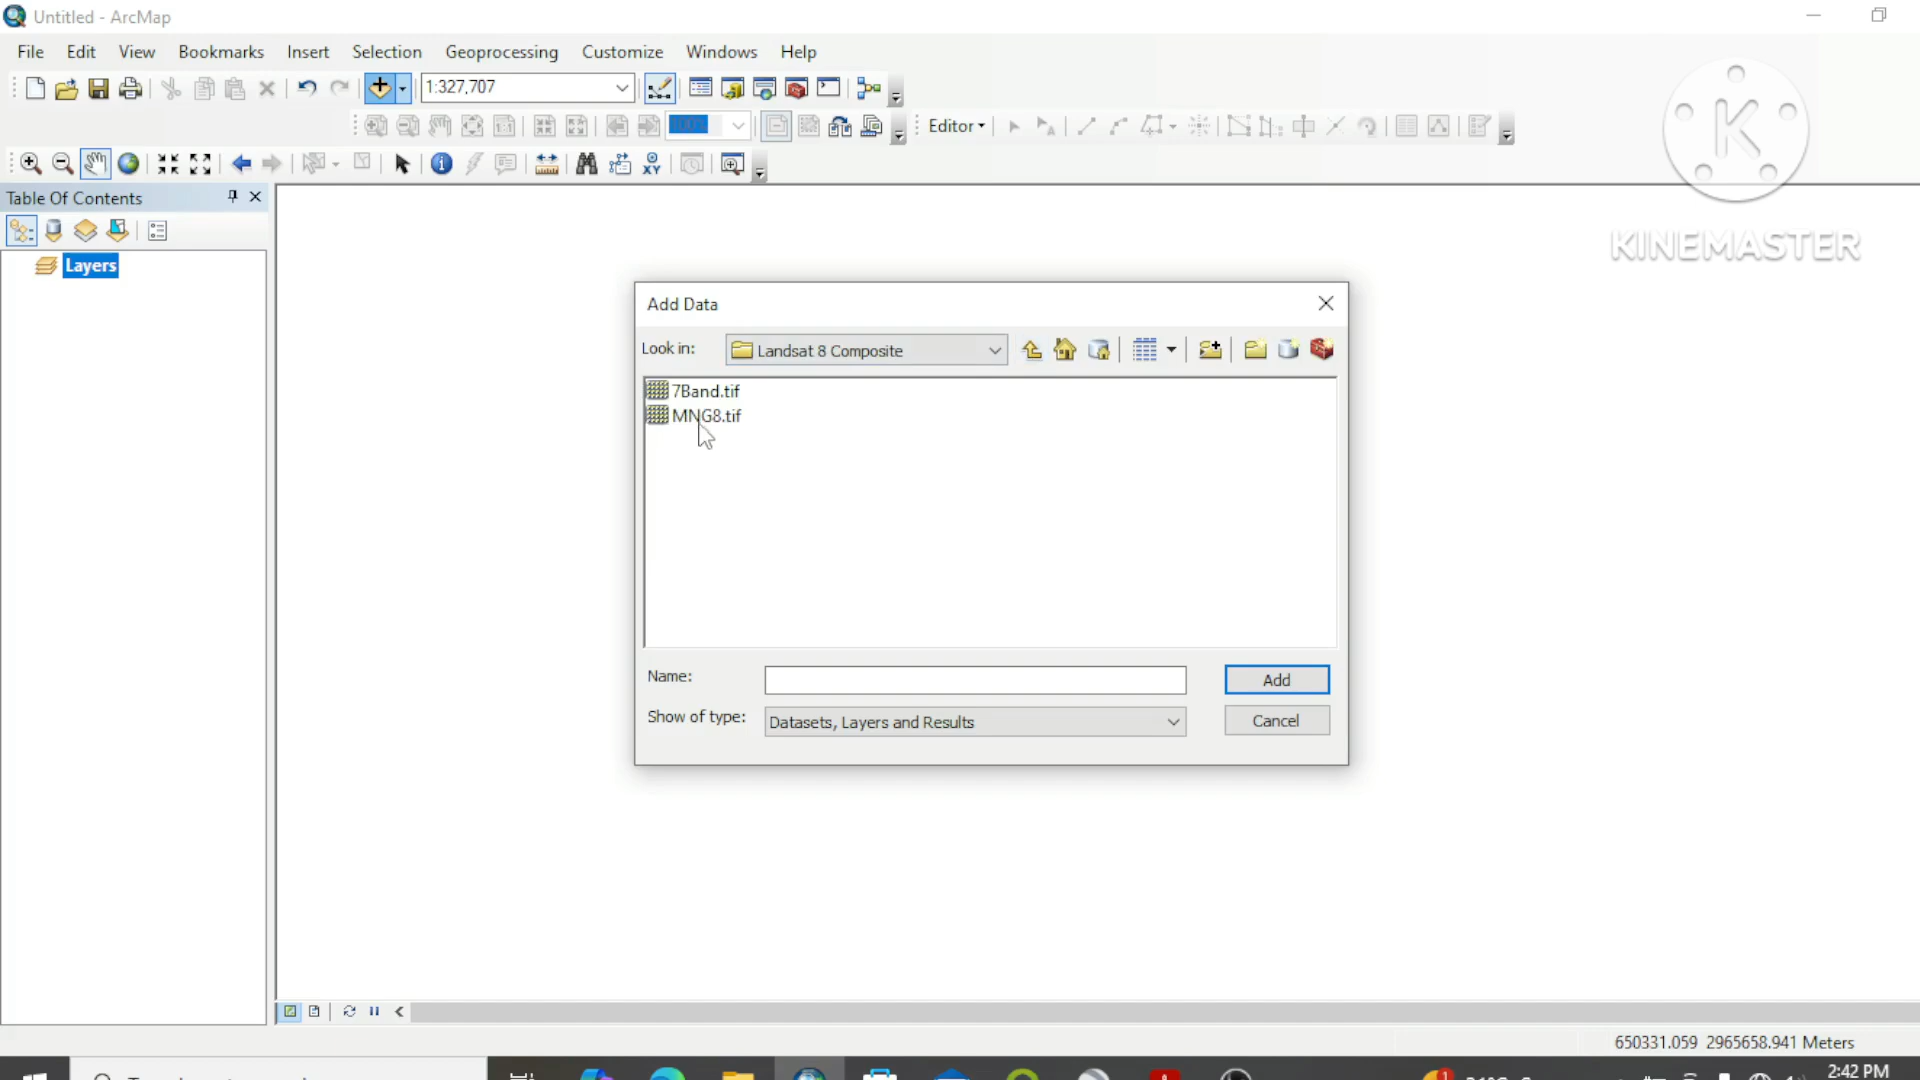 Untitled - ArcMap
File Edit View Bookmarks Insert Selection Geoprocessing Customize Windows Help
1:327,707
Editor
XY
K
KINEMASTER
Table Of Contents
Layers
Add Data
Look in: Landsat 8 Composite
7Band.tif
MNG8.tif
Name:
Add
Show of type: Datasets, Layers and Results
Cancel
650331.059 2965658.941 Meters
2:42 PM